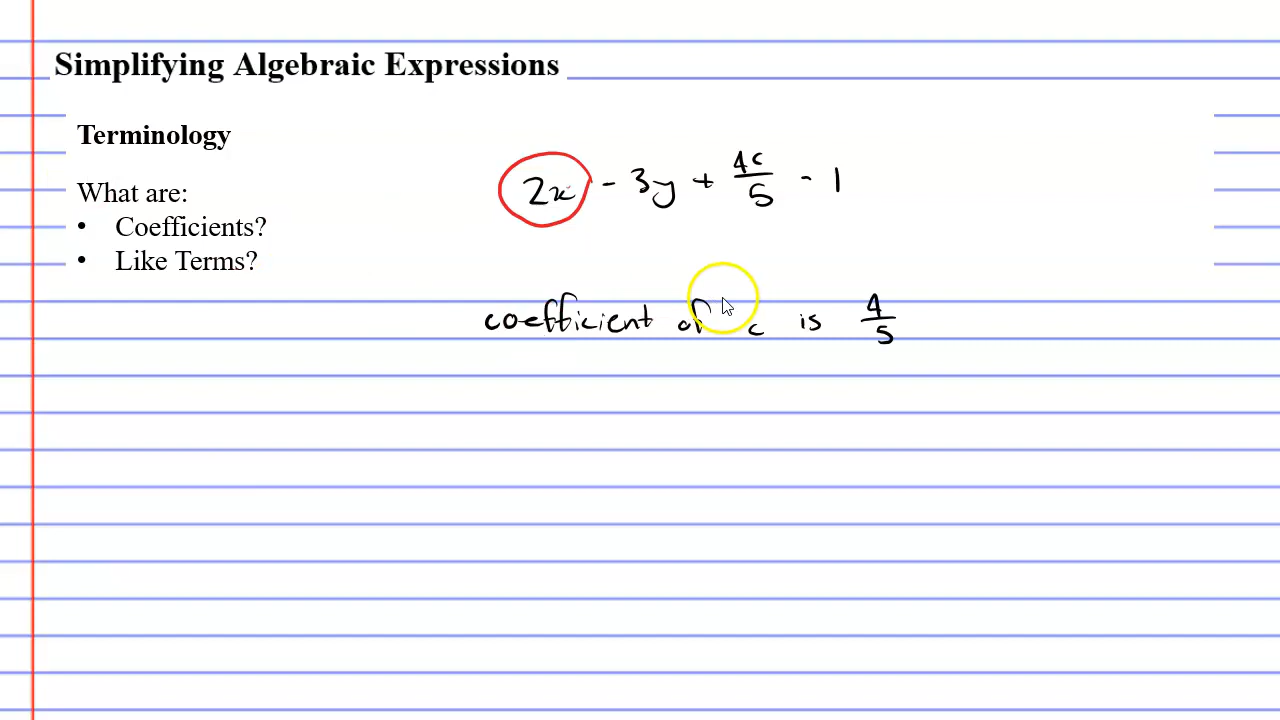 Simplifying Algebraic Expressions
Terminology
What are:
• Coefficients?
• Like Terms?
2x - 3y + 4c/5 - 1
coefficient of c is 4/5